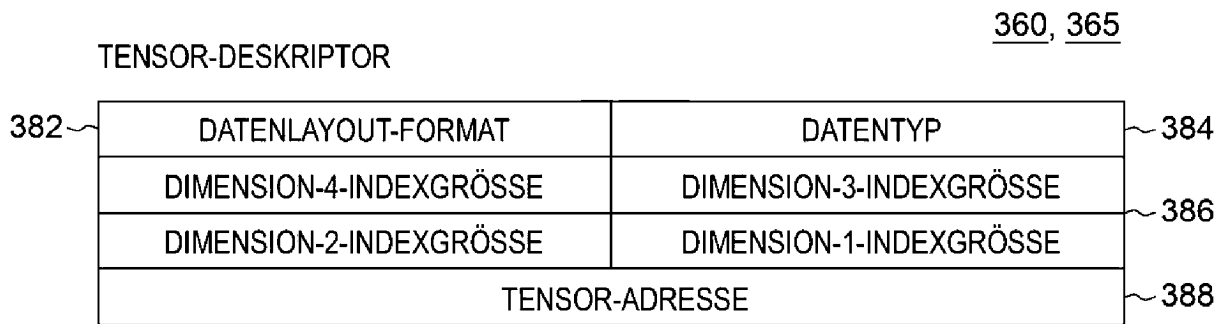 360, 365
TENSOR-DESKRIPTOR
382 DATENLAYOUT-FORMAT DATENTYP 384
DIMENSION-4-INDEXGRÖSSE DIMENSION-3-INDEXGRÖSSE
386
DIMENSION-2-INDEXGRÖSSE DIMENSION-1-INDEXGRÖSSE
TENSOR-ADRESSE 388